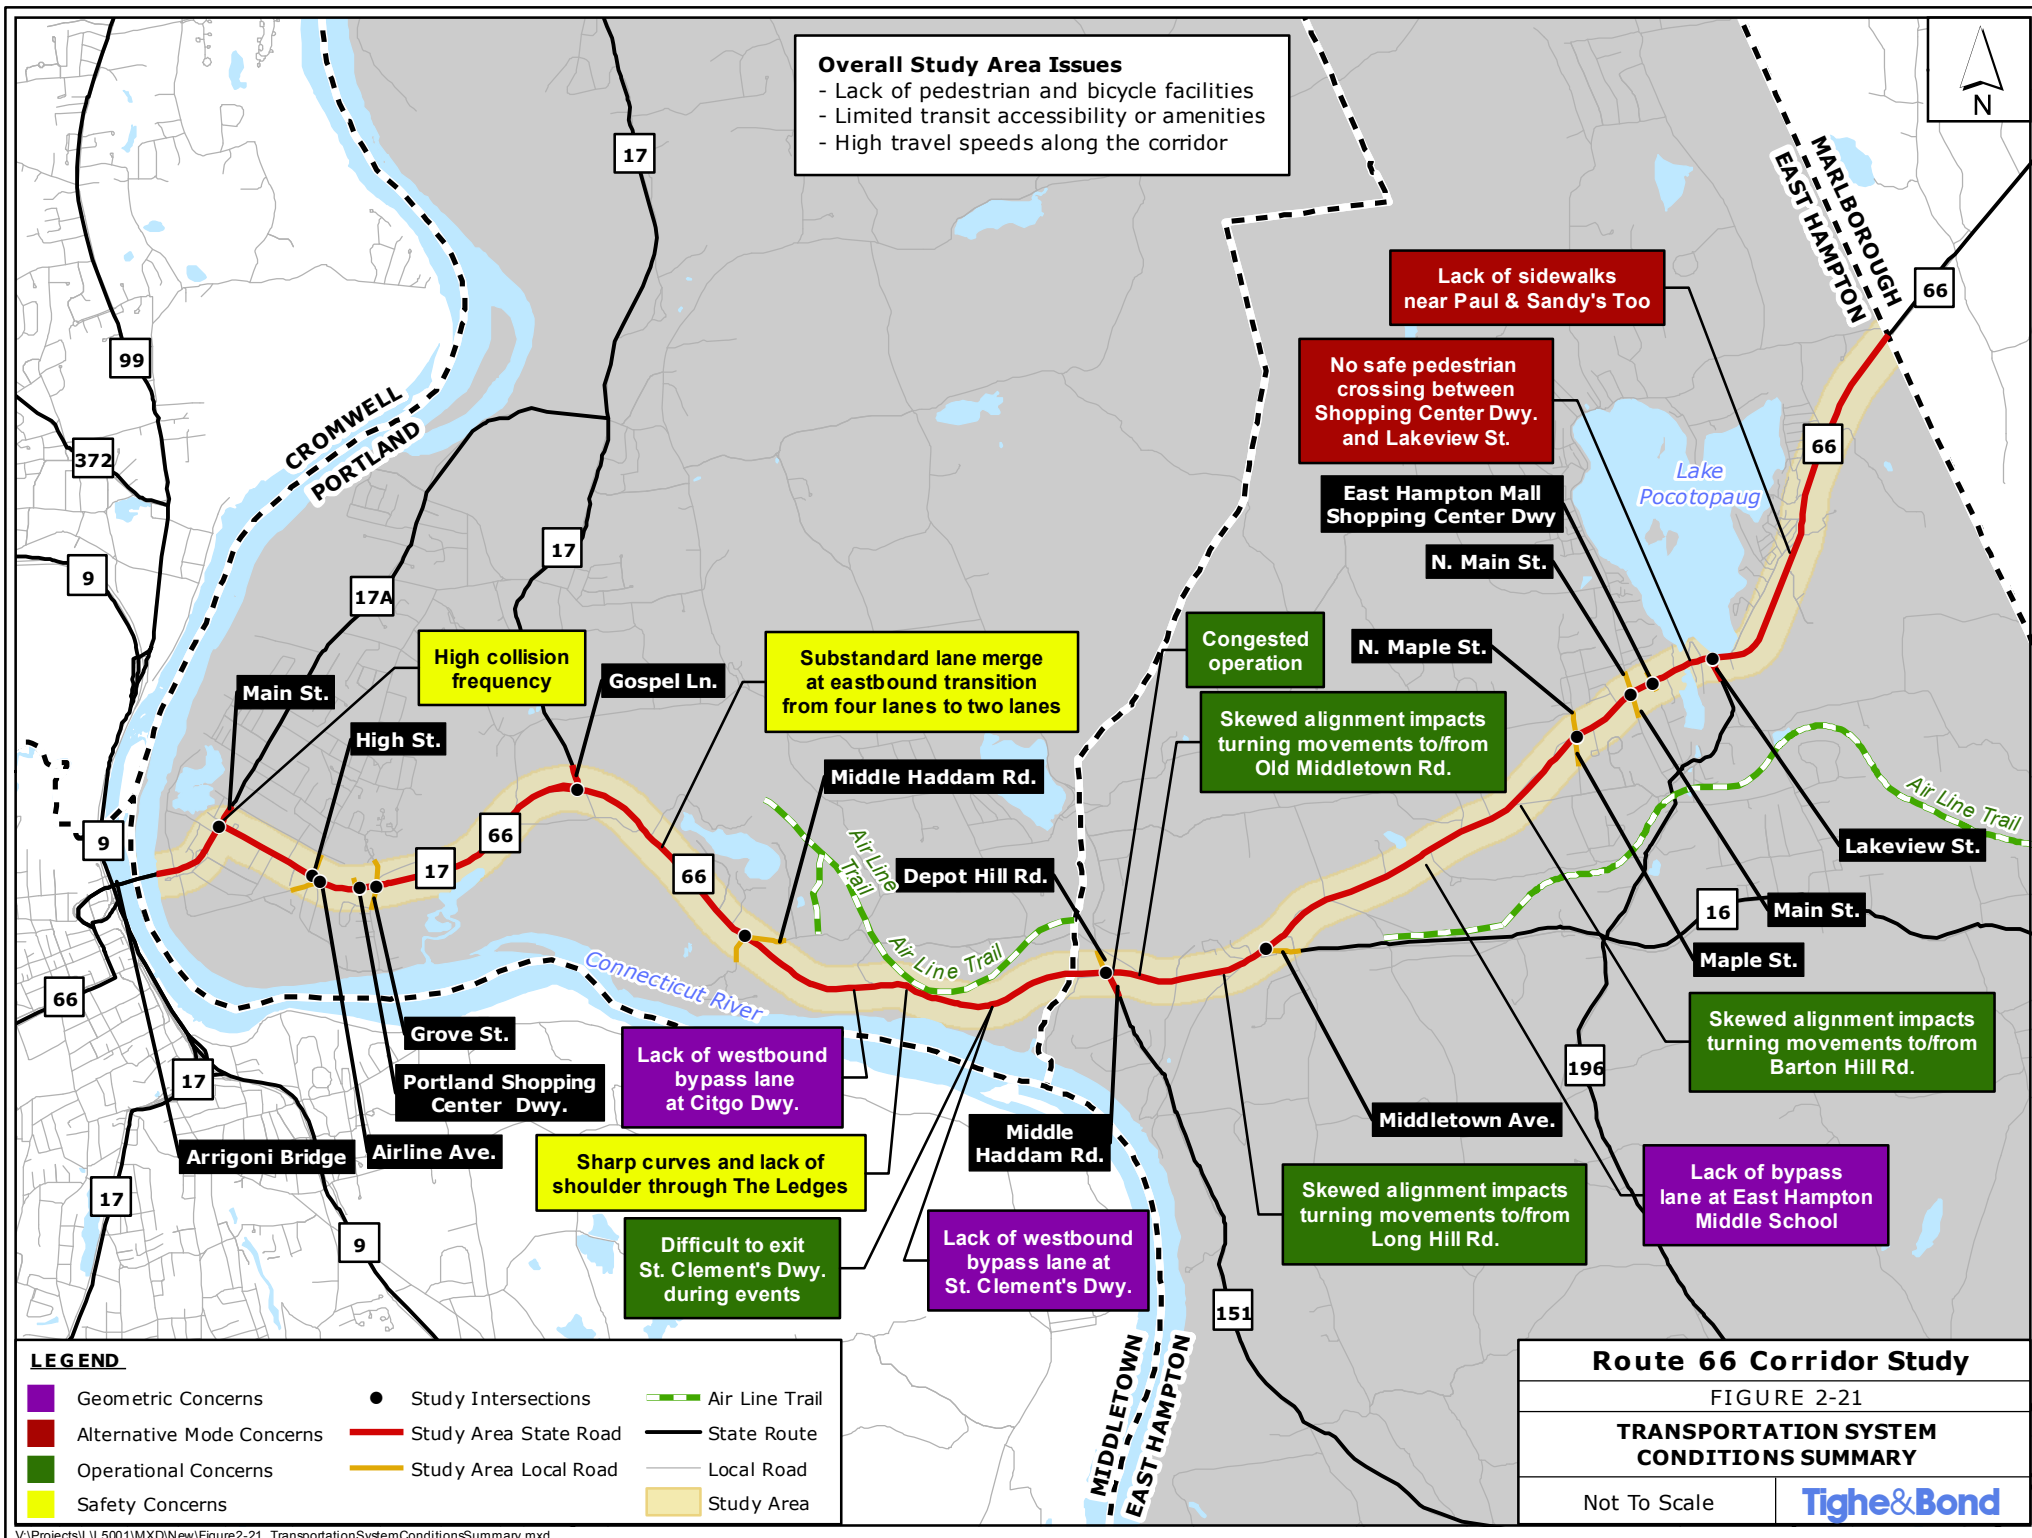 Overall Study Area Issues
- Lack of pedestrian and bicycle facilities
- Limited transit accessibility or amenities
- High travel speeds along the corridor
N
17
MARLBOROUGH
EAST HAMPTON
66
99
Lack of sidewalks
near Paul & Sandy's Too
No safe pedestrian
crossing between
Shopping Center Dwy.
and Lakeview St.
CROMWELL
PORTLAND
372
66
Lake
Pocotopaug
East Hampton Mall
Shopping Center Dwy
17
N. Main St.
9
17A
High collision
frequency
Gospel Ln.
Substandard lane merge
at eastbound transition
from four lanes to two lanes
Congested
operation
N. Maple St.
Main St.
High St.
Skewed alignment impacts
turning movements to/from
Old Middletown Rd.
Middle Haddam Rd.
Air Line Trail
9
66
17
66
Air Line
Trail
Depot Hill Rd.
Lakeview St.
16
Main St.
Air Line Trail
Maple St.
Connecticut River
66
Grove St.
Portland Shopping
Center Dwy.
Airline Ave.
Arrigoni Bridge
17
17
9
Lack of westbound
bypass lane
at Citgo Dwy.
Sharp curves and lack of
shoulder through The Ledges
Difficult to exit
St. Clement's Dwy.
during events
Lack of westbound
bypass lane at
St. Clement's Dwy.
Middle
Haddam Rd.
Middletown Ave.
196
Skewed alignment impacts
turning movements to/from
Barton Hill Rd.
Skewed alignment impacts
turning movements to/from
Long Hill Rd.
Lack of bypass
lane at East Hampton
Middle School
151
MIDDLETOWN
EAST HAMPTON
LEGEND
Geometric Concerns
Alternative Mode Concerns
Operational Concerns
Safety Concerns
Study Intersections
Study Area State Road
Study Area Local Road
Air Line Trail
State Route
Local Road
Study Area
Route 66 Corridor Study
FIGURE 2-21
TRANSPORTATION SYSTEM
CONDITIONS SUMMARY
Not To Scale
Tighe&Bond
V:\Projects\L\L5001\MXD\New\Figure2-21_TransportationSystemConditionsSummary.mxd